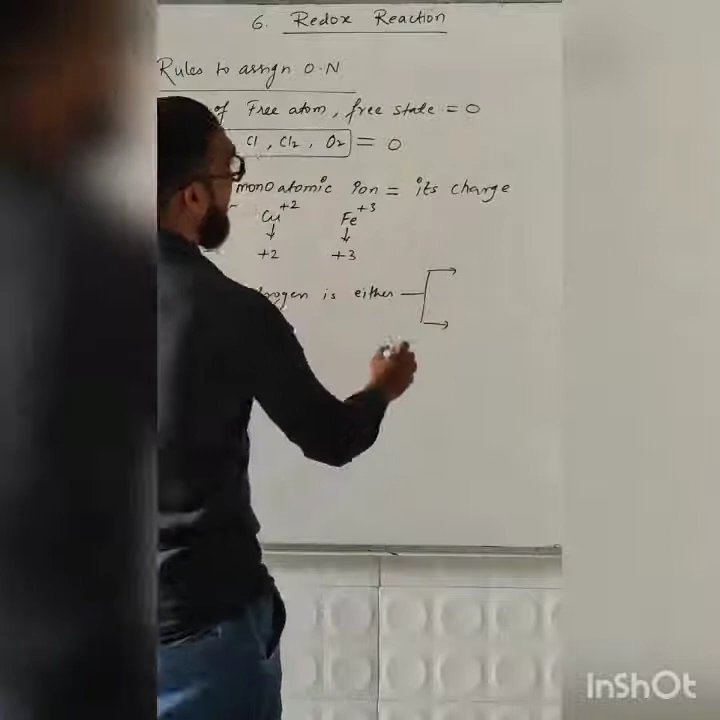 6. Redox Reaction
Rules to assign O.N
of Free atom, free state = 0
Cl, Cl2, O2 = 0
monoatomic ion = its charge
Cu+2 Fe+3
↓ ↓
+2 +3
is either
InShOt